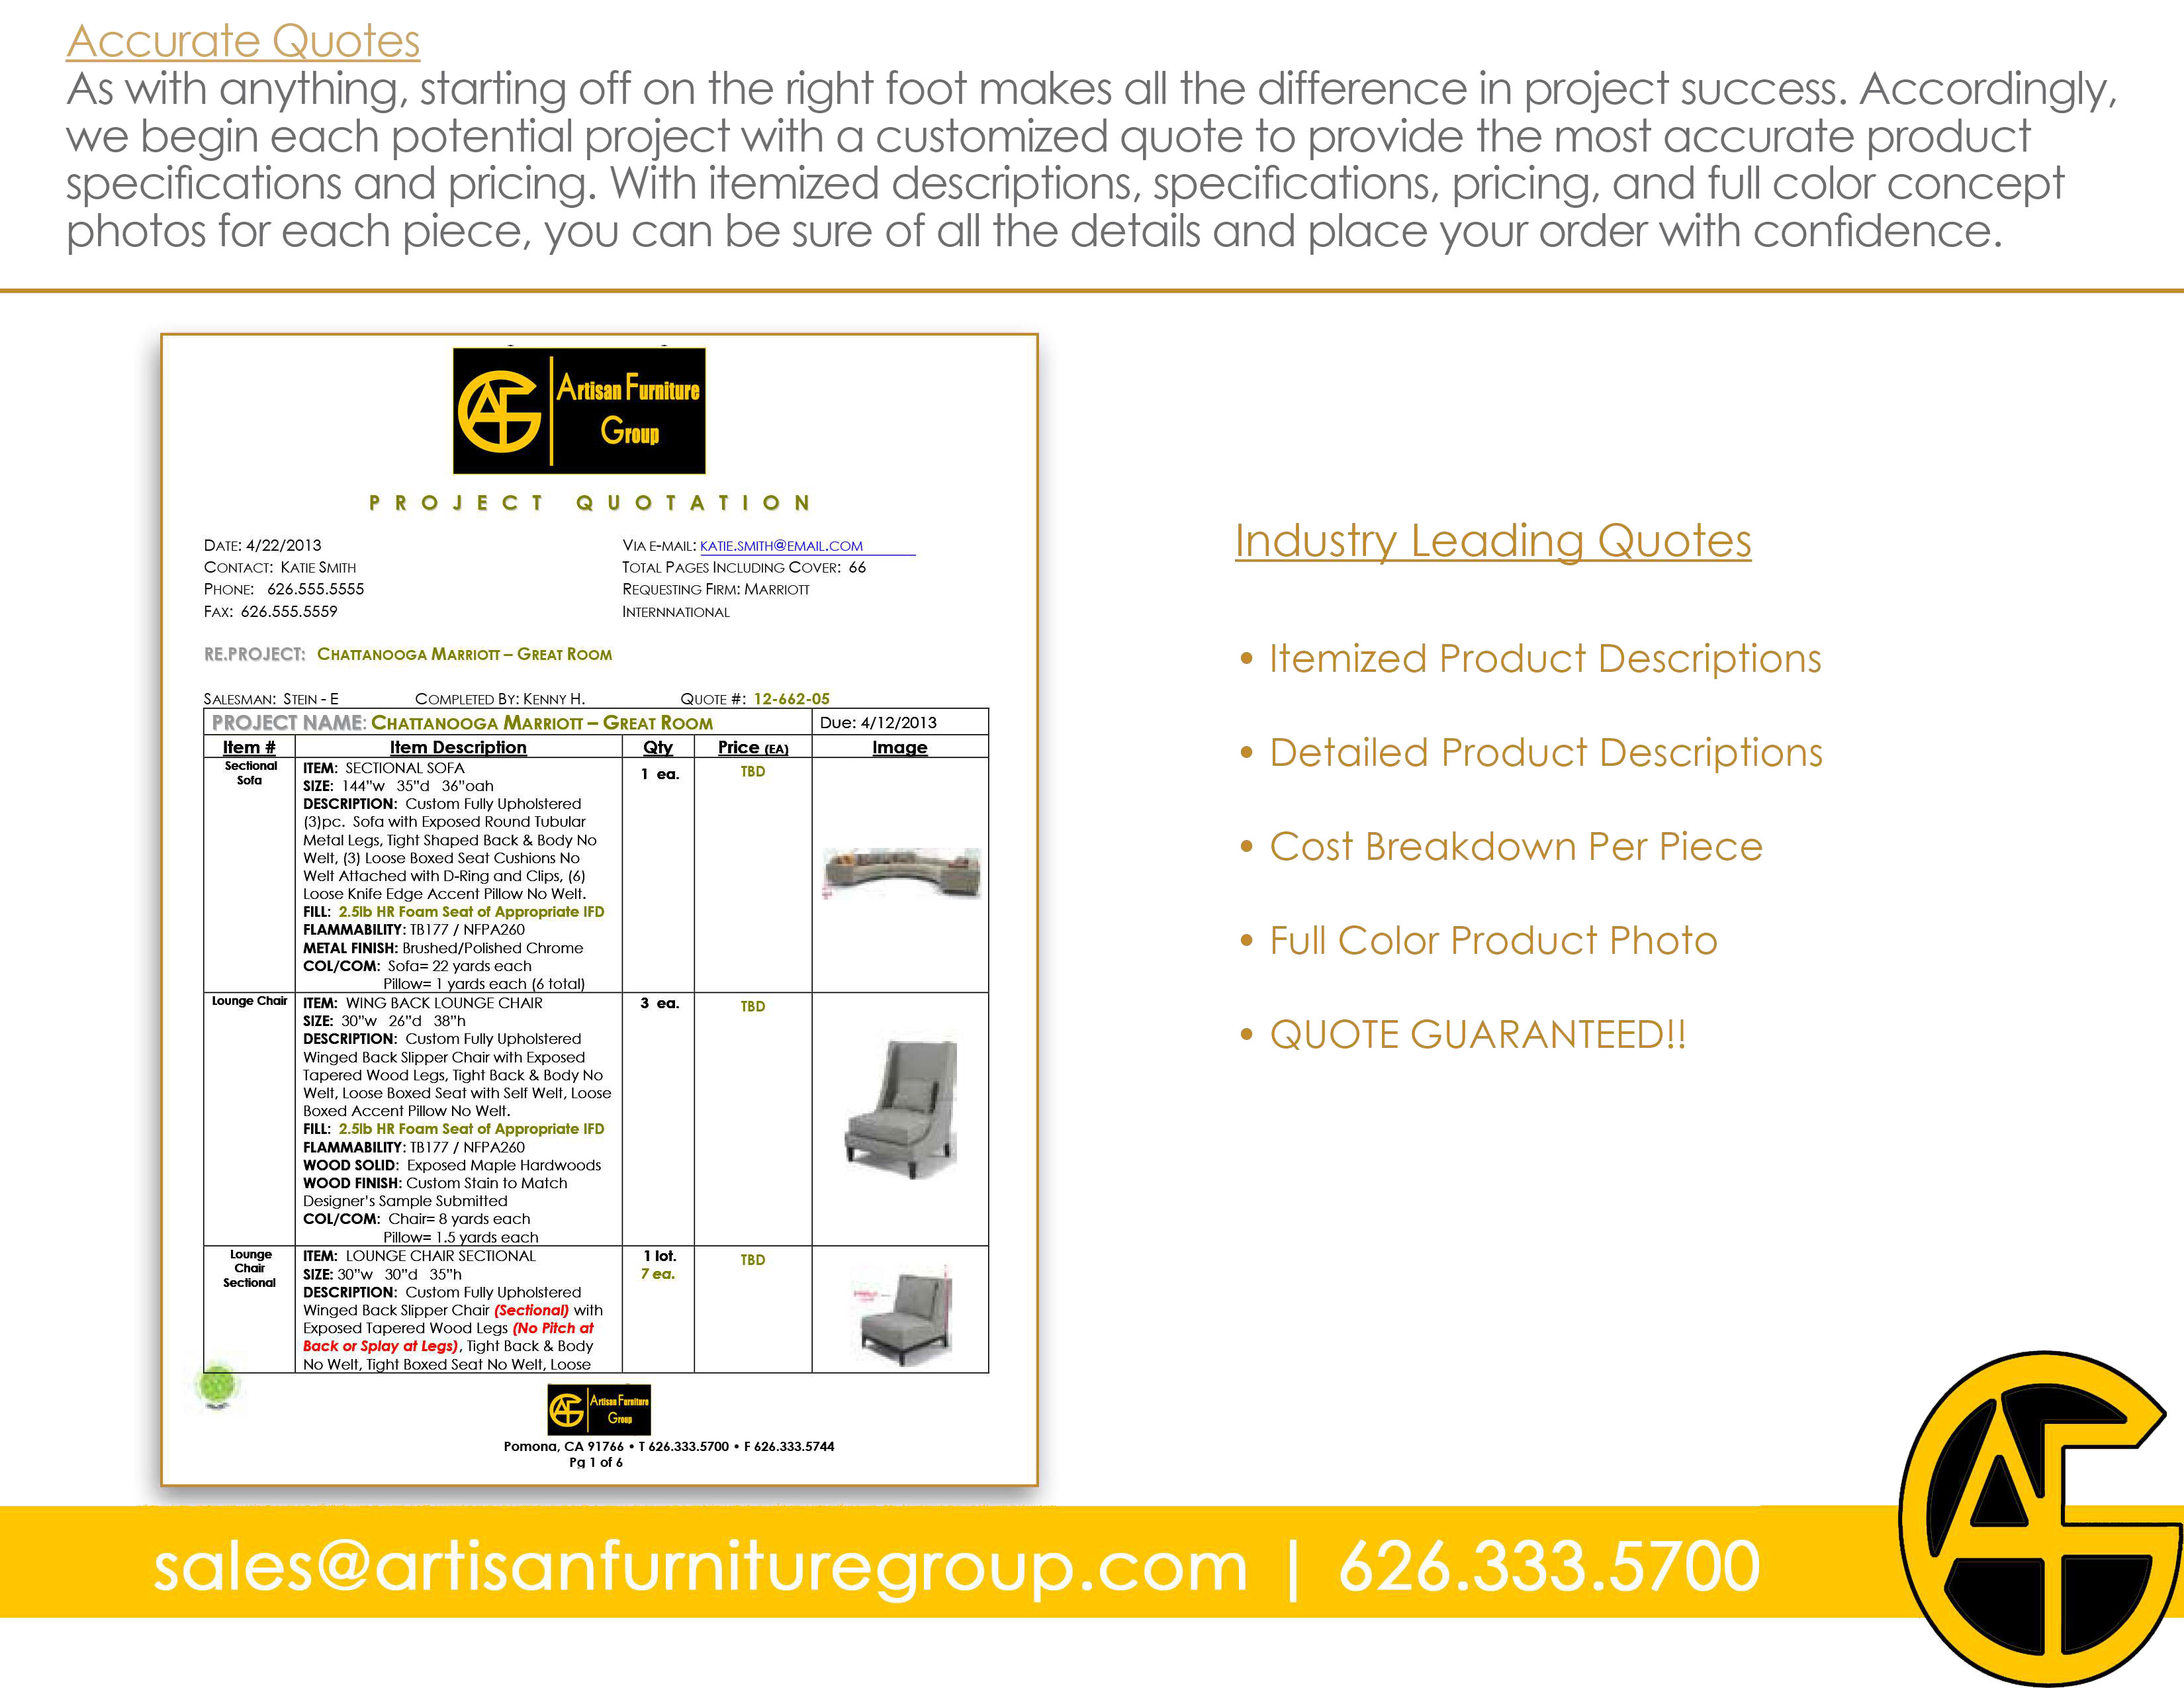 Accurate Quotes
As with anything, starting off on the right foot makes all the difference in project success. Accordingly,
we begin each potential project with a customized quote to provide the most accurate product
specifications and pricing. With itemized descriptions, specifications, pricing, and full color concept
photos for each piece, you can be sure of all the details and place your order with confidence.
Artisan Furniture
Group
PROJECT QUOTATION
DATE: 4/22/2013
CONTACT: KATIE SMITH
PHONE: 626.555.5555
FAX: 626.555.5559
VIA E-MAIL: KATIE.SMITH@EMAIL.COM
TOTAL PAGES INCLUDING COVER: 66
REQUESTING FIRM: MARRIOTT
INTERNNATIONAL
RE.PROJECT: CHATTANOOGA MARRIOTT – GREAT ROOM
SALESMAN: STEIN - E COMPLETED BY: KENNY H. QUOTE #: 12-662-05
PROJECT NAME: CHATTANOOGA MARRIOTT – GREAT ROOM Due: 4/12/2013
Item # Item Description Qty Price (EA) Image
Sectional
Sofa
ITEM: SECTIONAL SOFA
SIZE: 144"w 35"d 36"oah
DESCRIPTION: Custom Fully Upholstered
(3)pc. Sofa with Exposed Round Tubular
Metal Legs, Tight Shaped Back & Body No
Welt, (3) Loose Boxed Seat Cushions No
Welt Attached with D-Ring and Clips, (6)
Loose Knife Edge Accent Pillow No Welt.
FILL: 2.5lb HR Foam Seat of Appropriate IFD
FLAMMABILITY: TB177 / NFPA260
METAL FINISH: Brushed/Polished Chrome
COL/COM: Sofa= 22 yards each
Pillow= 1 yards each (6 total)
1 ea.
TBD
Lounge Chair
ITEM: WING BACK LOUNGE CHAIR
SIZE: 30"w 26"d 38"h
DESCRIPTION: Custom Fully Upholstered
Winged Back Slipper Chair with Exposed
Tapered Wood Legs, Tight Back & Body No
Welt, Loose Boxed Seat with Self Welt, Loose
Boxed Accent Pillow No Welt.
FILL: 2.5lb HR Foam Seat of Appropriate IFD
FLAMMABILITY: TB177 / NFPA260
WOOD SOLID: Exposed Maple Hardwoods
WOOD FINISH: Custom Stain to Match
Designer's Sample Submitted
COL/COM: Chair= 8 yards each
Pillow= 1.5 yards each
3 ea.
TBD
Lounge
Chair
Sectional
ITEM: LOUNGE CHAIR SECTIONAL
SIZE: 30"w 30"d 35"h
DESCRIPTION: Custom Fully Upholstered
Winged Back Slipper Chair (Sectional) with
Exposed Tapered Wood Legs (No Pitch at
Back or Splay at Legs), Tight Back & Body
No Welt, Tight Boxed Seat No Welt, Loose
1 lot.
7 ea.
TBD
Artisan Furniture
Group
Pomona, CA 91766 • T 626.333.5700 • F 626.333.5744
Pg 1 of 6
Industry Leading Quotes
• Itemized Product Descriptions
• Detailed Product Descriptions
• Cost Breakdown Per Piece
• Full Color Product Photo
• QUOTE GUARANTEED!!
sales@artisanfurnituregroup.com | 626.333.5700
AFG